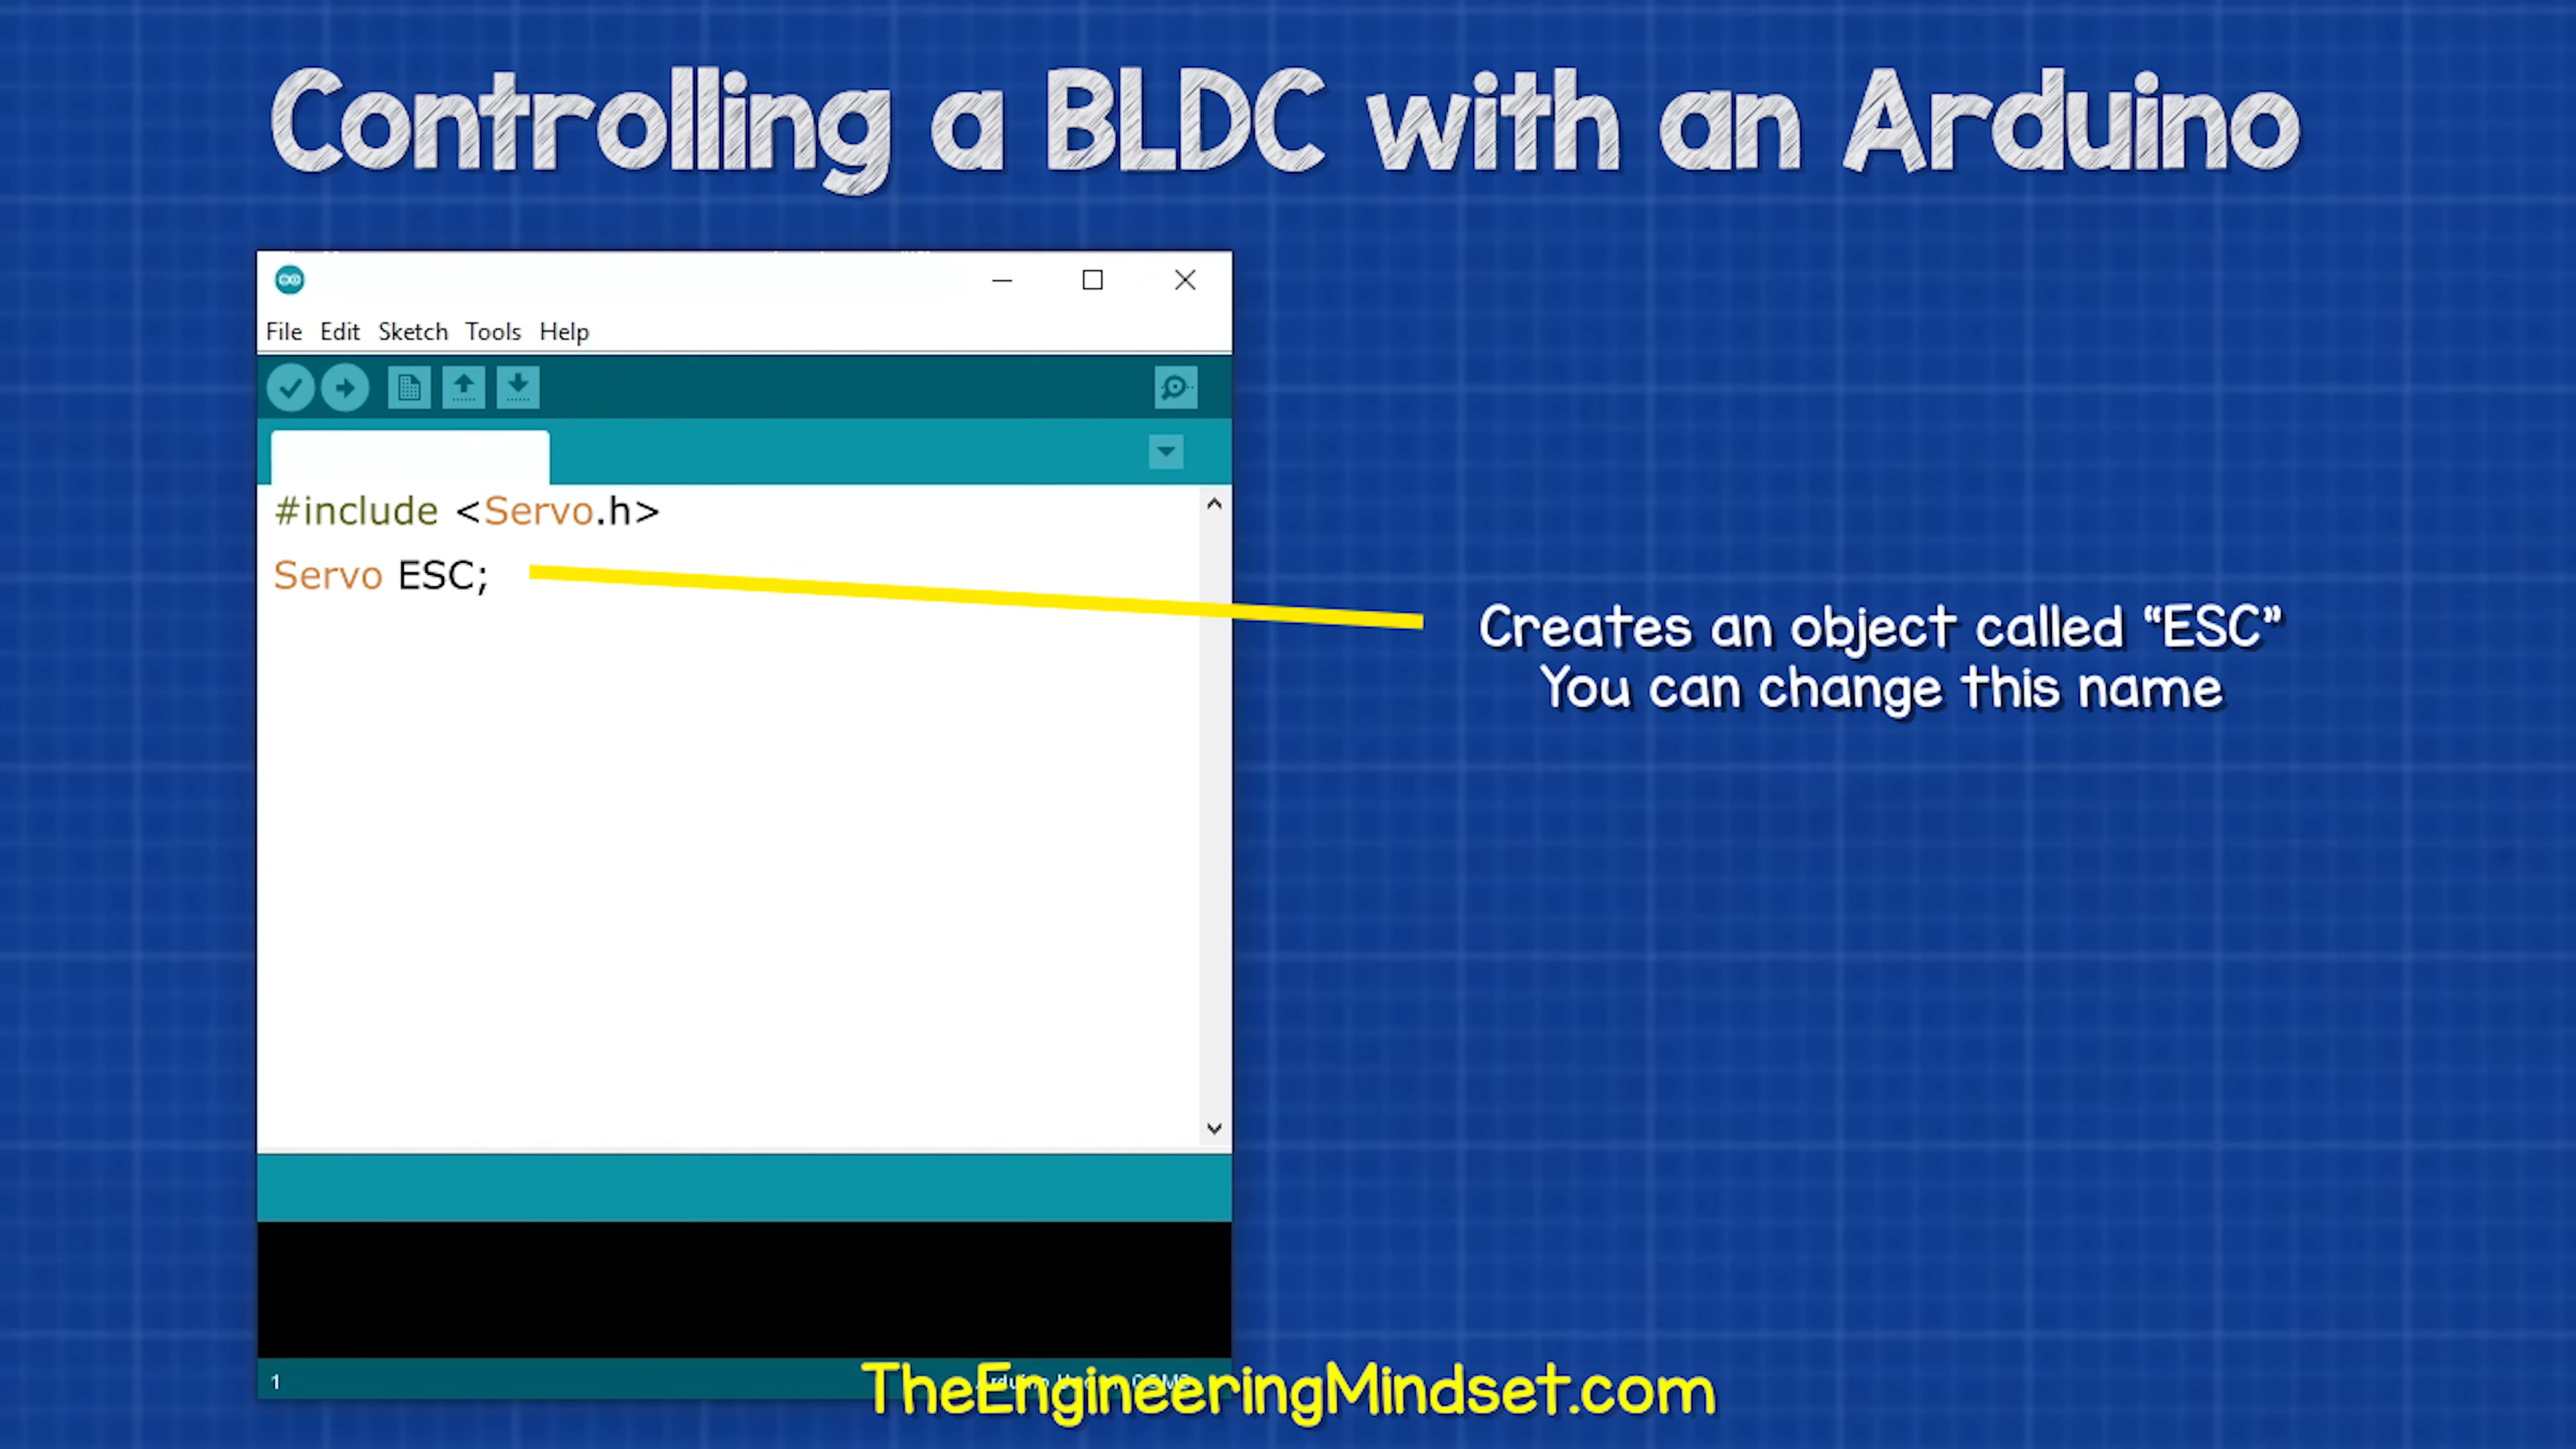 Controlling a BLDC with an Arduino
File Edit Sketch Tools Help
#include <Servo.h>
Servo ESC;
Creates an object called “ESC”
You can change this name
1
TheEngineeringMindset.com